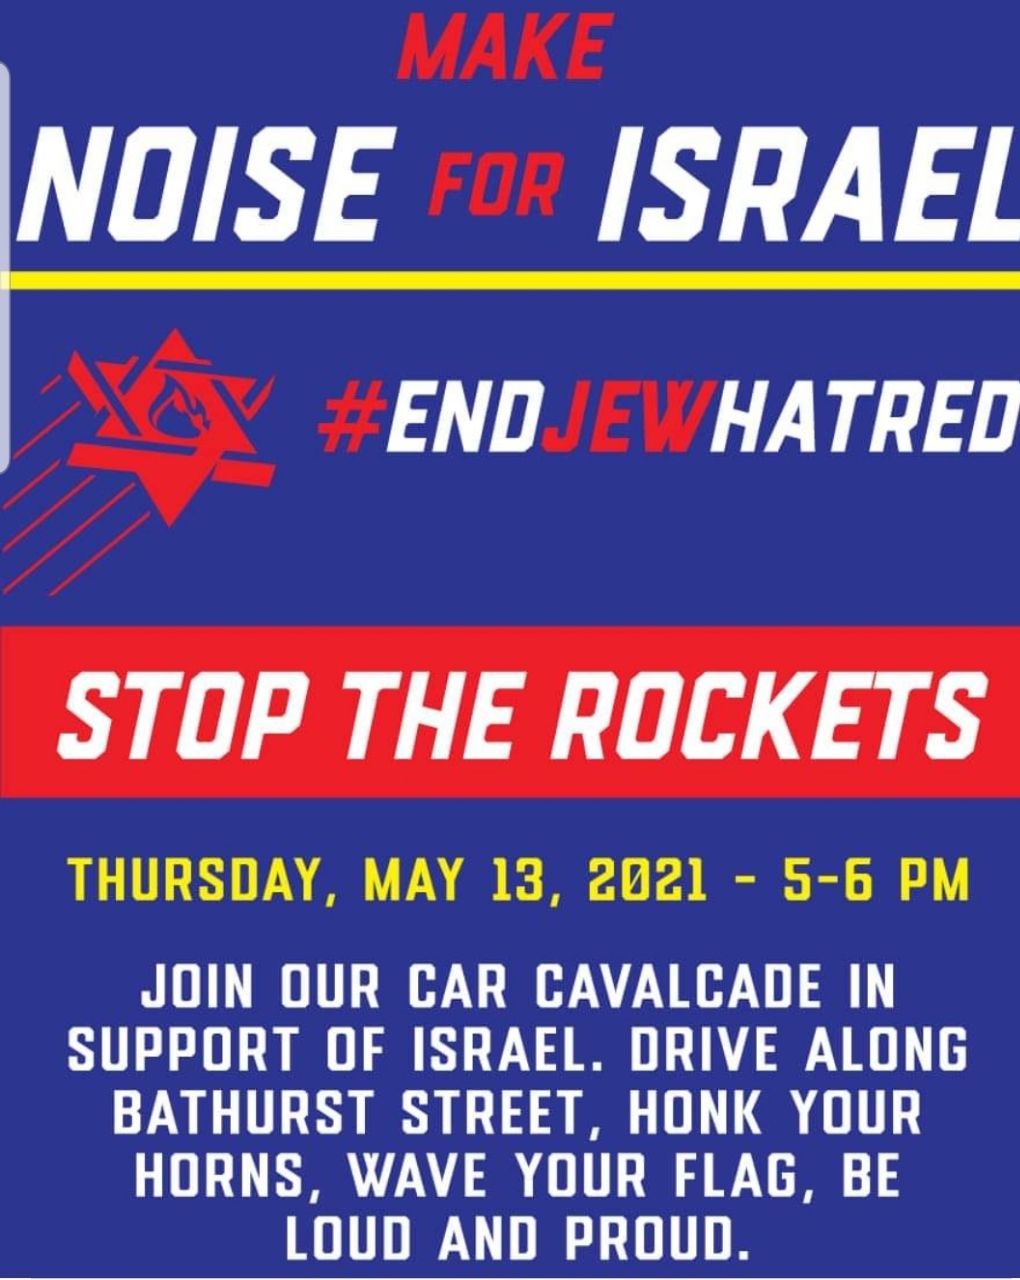 MAKE
NOISE FOR ISRAEL
#ENDJEWHATRED
STOP THE ROCKETS
THURSDAY, MAY 13, 2021 - 5-6 PM
JOIN OUR CAR CAVALCADE IN
SUPPORT OF ISRAEL. DRIVE ALONG
BATHURST STREET, HONK YOUR
HORNS, WAVE YOUR FLAG, BE
LOUD AND PROUD.